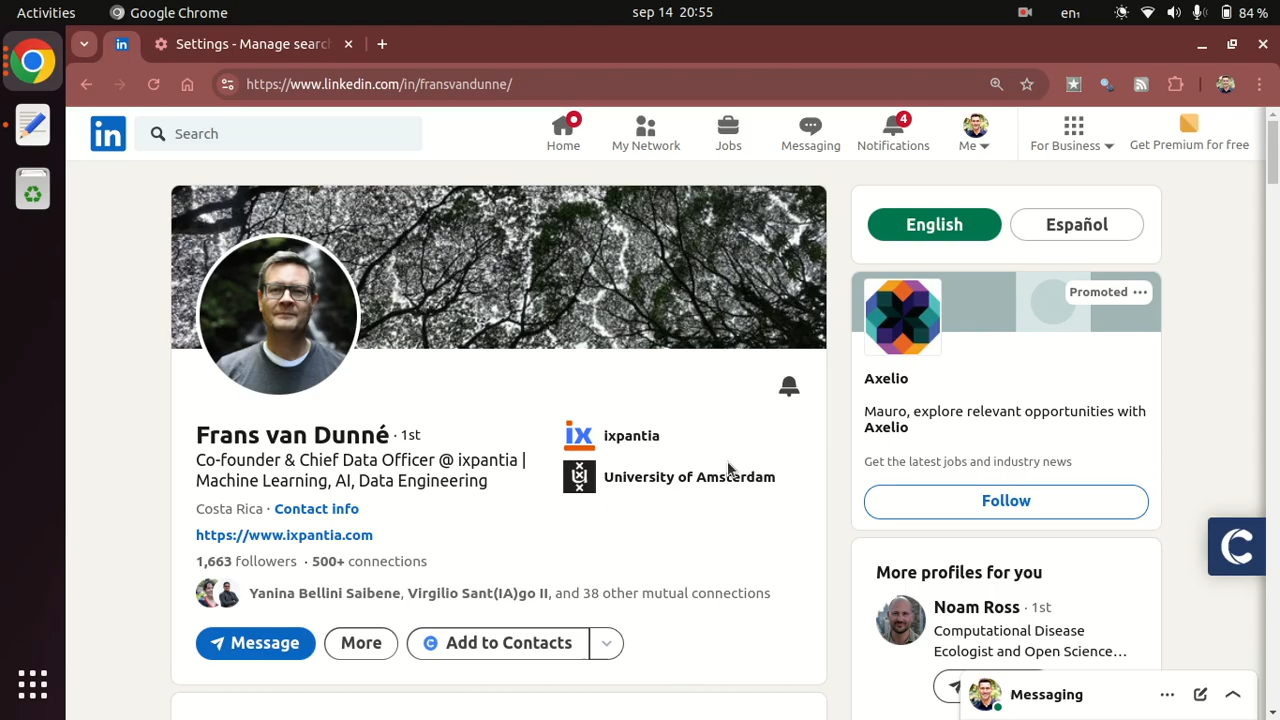 Activities
Google Chrome
sep 14 20:55
en₁
84 %
Settings - Manage searc
https://www.linkedin.com/in/fransvandunne/
in
Search
Home
My Network
Jobs
Messaging
4
Notifications
Me
For Business
Get Premium for free
English
Español
Promoted
Axelio
Mauro, explore relevant opportunities with
Axelio
Get the latest jobs and industry news
Follow
Frans van Dunné · 1st
Co-founder & Chief Data Officer @ ixpantia |
Machine Learning, AI, Data Engineering
Costa Rica · Contact info
https://www.ixpantia.com
1,663 followers · 500+ connections
Yanina Bellini Saibene, Virgilio Sant(IA)go II, and 38 other mutual connections
Message
More
Add to Contacts
ix
ixpantia
University of Amsterdam
More profiles for you
Noam Ross · 1st
Computational Disease
Ecologist and Open Science...
Messaging